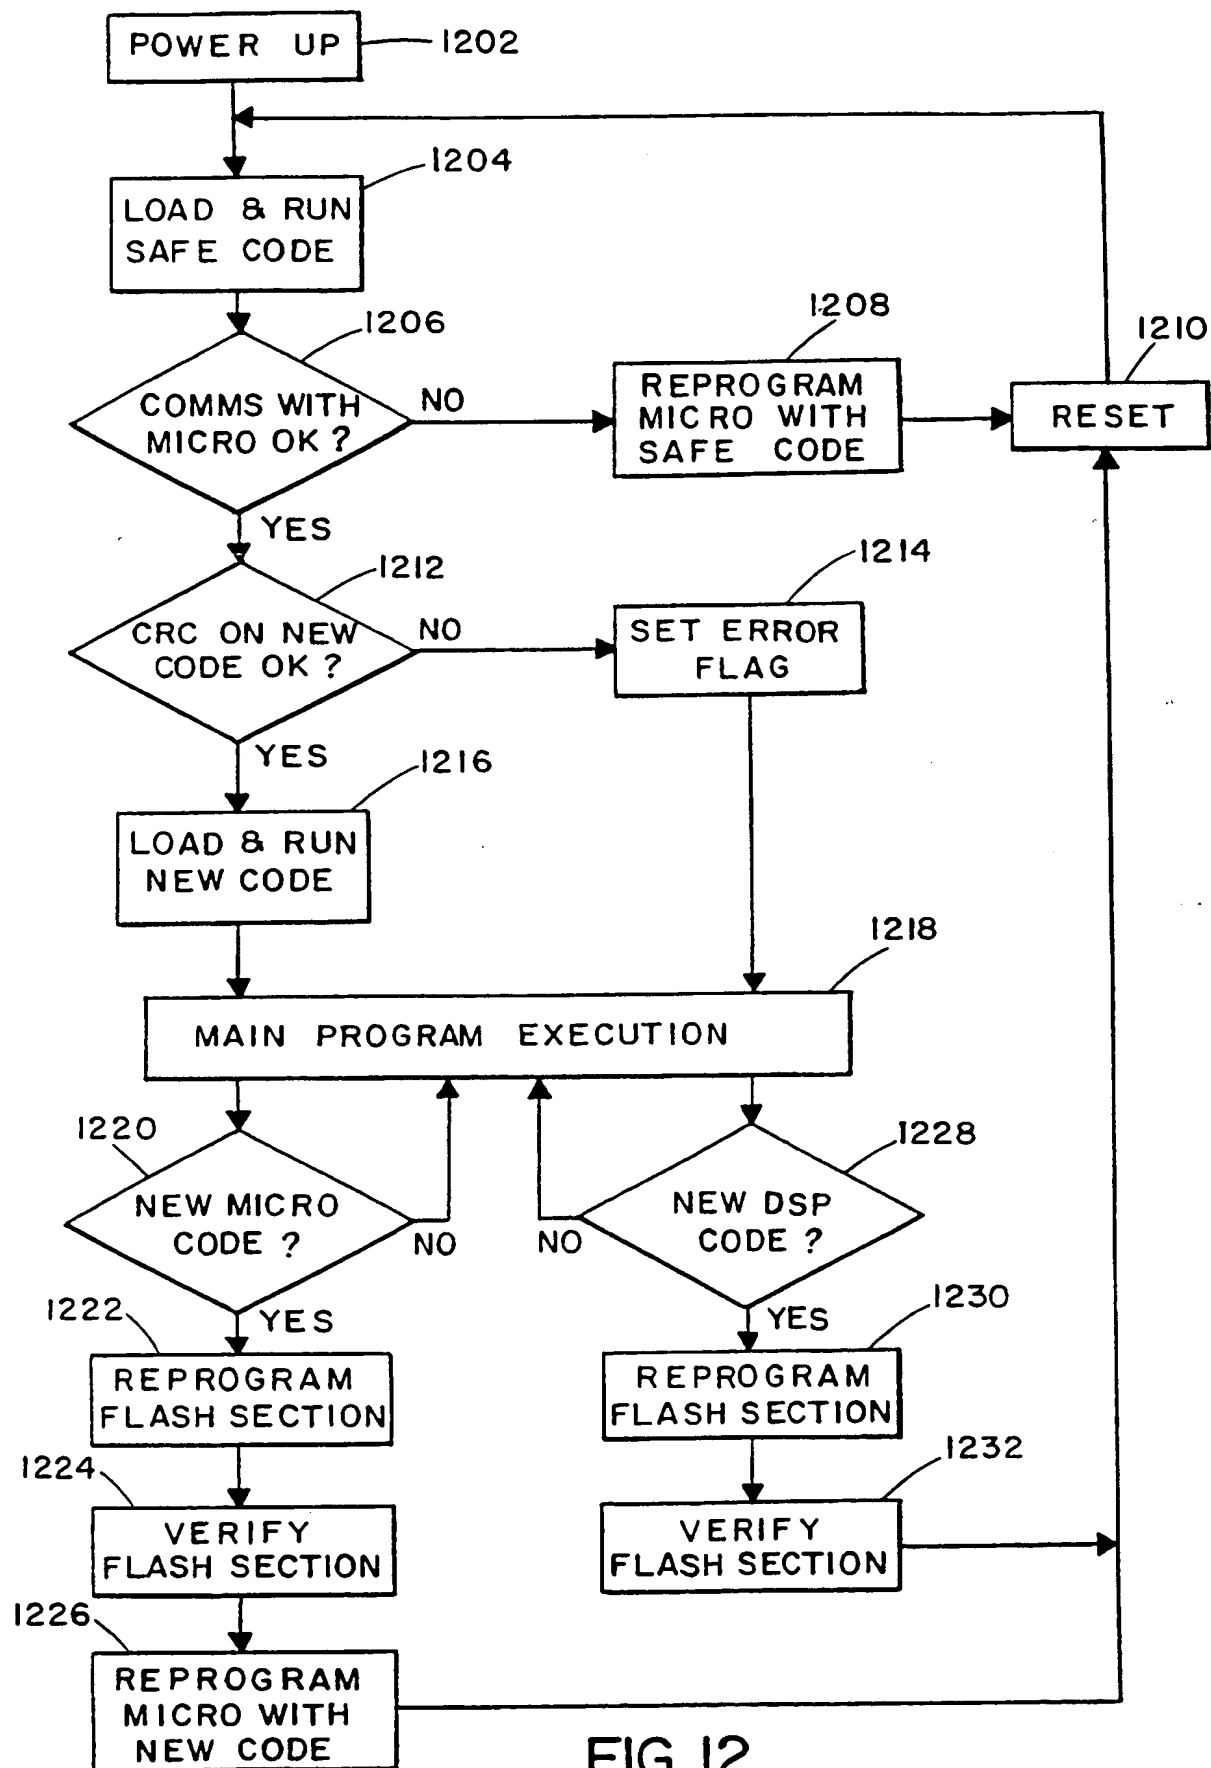 POWER UP
1202
1204
LOAD & RUN
SAFE CODE
1206
COMMS WITH
MICRO OK ?
NO
YES
1208
REPROGRAM
MICRO WITH
SAFE CODE
1210
RESET
1212
CRC ON NEW
CODE OK ?
NO
YES
1214
SET ERROR
FLAG
1216
LOAD & RUN
NEW CODE
1218
MAIN PROGRAM EXECUTION
1220
NEW MICRO
CODE ?
NO
YES
1228
NEW DSP
CODE ?
NO
YES
1222
REPROGRAM
FLASH SECTION
1230
REPROGRAM
FLASH SECTION
1224
VERIFY
FLASH SECTION
1232
VERIFY
FLASH SECTION
1226
REPROGRAM
MICRO WITH
NEW CODE
FIG. 12